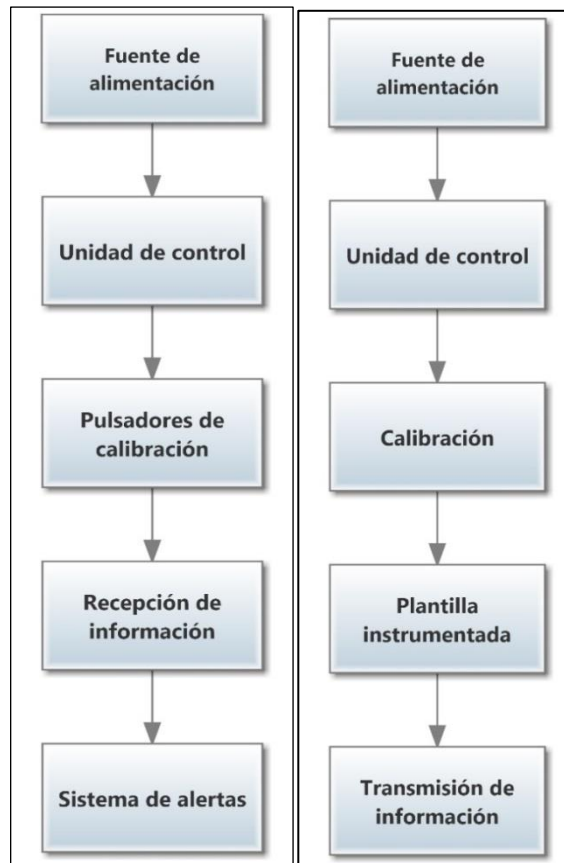 Fuente de
alimentación
Unidad de control
Pulsadores de
calibración
Recepción de
información
Sistema de alertas
Fuente de
alimentación
Unidad de control
Calibración
Plantilla
instrumentada
Transmisión de
información